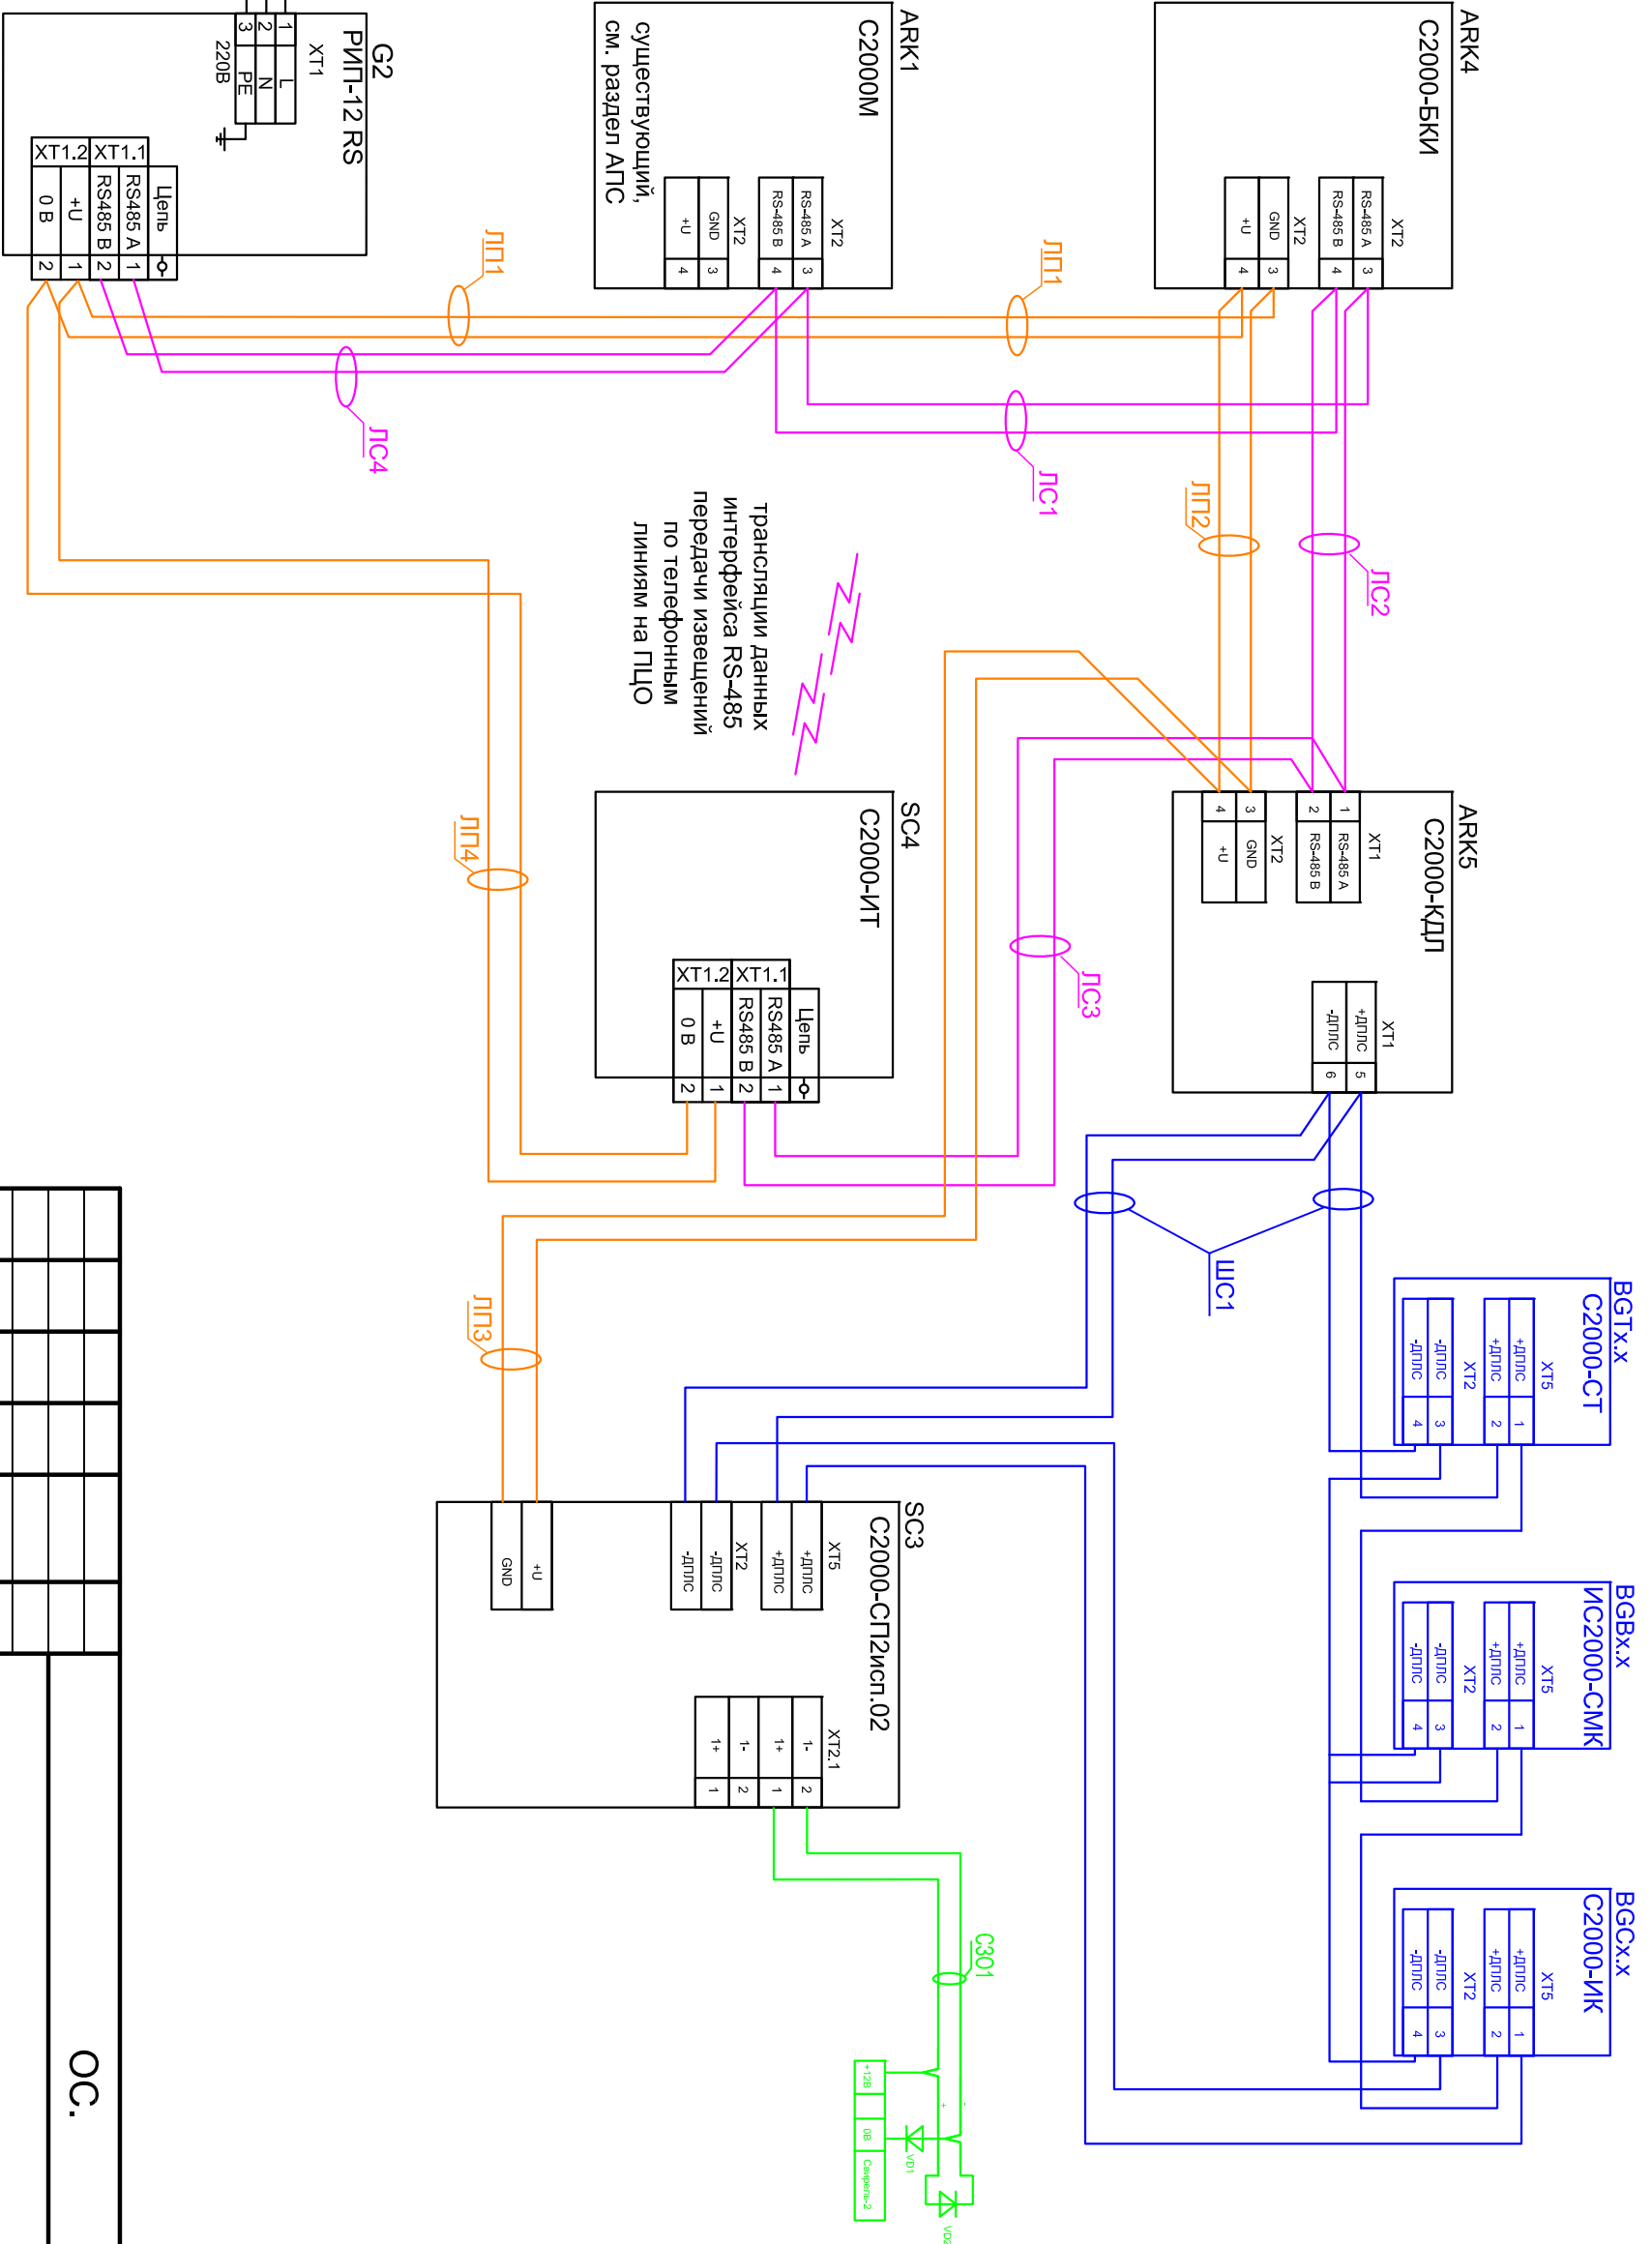 ARK4
С2000-БКИ
XT2
RS-485 A
3
RS-485 B
4
XT2
GND
3
+U
4
ЛС2
ЛП2
ARK5
С2000-КДЛ
XT1
1
RS-485 A
2
RS-485 B
XT2
3
GND
4
+U
XT1
+ДПЛС
5
-ДПЛС
6
ШС1
BGTx.x
С2000-СТ
XT5
+ДПЛС
1
+ДПЛС
2
XT2
-ДПЛС
3
-ДПЛС
4
BGBx.x
ИС2000-СМК
XT5
+ДПЛС
1
+ДПЛС
2
XT2
-ДПЛС
3
-ДПЛС
4
BGCx.x
С2000-ИК
XT5
+ДПЛС
1
+ДПЛС
2
XT2
-ДПЛС
3
-ДПЛС
4
ЛП1
ЛС1
ЛС3
ARK1
С2000М
XT2
RS-485 A
3
RS-485 B
4
XT2
GND
3
+U
4
существующий,
см. раздел АПС
трансляции данных
интерфейса RS-485
передачи извещений
по телефонным
линиям на ПЦО
SC4
С2000-ИТ
Цепь
XT1.1
RS485 A
1
RS485 B
2
XT1.2
+U
1
0 В
2
SC3
С2000-СП2исп.02
XT5
+ДПЛС
+ДПЛС
XT2
-ДПЛС
-ДПЛС
+U
GND
XT2.1
1-
2
1+
1
1-
2
1+
1
СЗО1
-
+
+12В
0В
Свирель-2
VD1
VD2
ЛП1
ЛС4
ЛП4
ЛП3
G2
РИП-12 RS
XT1
1
L
2
N
3
PE
220В
Цепь
XT1.1
RS485 A
1
RS485 B
2
XT1.2
+U
1
0 В
2
ОС.